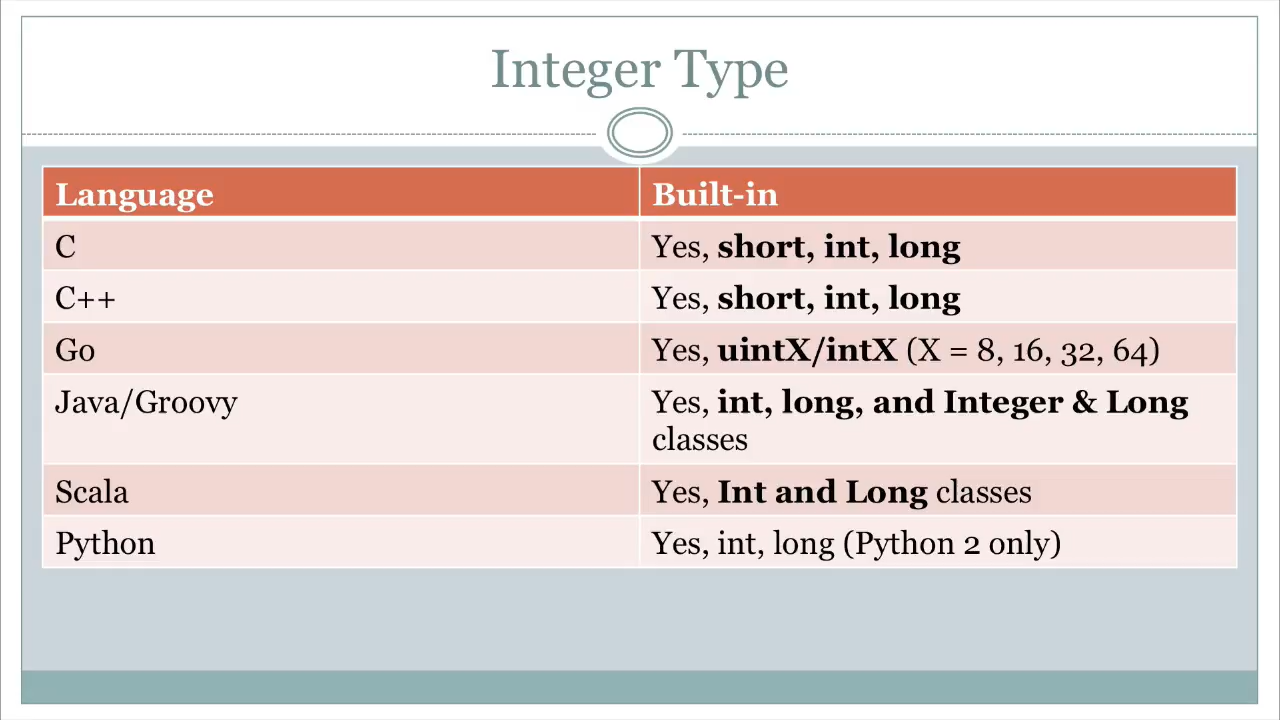 Integer Type
Language Built-in
C Yes, short, int, long
C++ Yes, short, int, long
Go Yes, uintX/intX (X = 8, 16, 32, 64)
Java/Groovy Yes, int, long, and Integer & Long
classes
Scala Yes, Int and Long classes
Python Yes, int, long (Python 2 only)